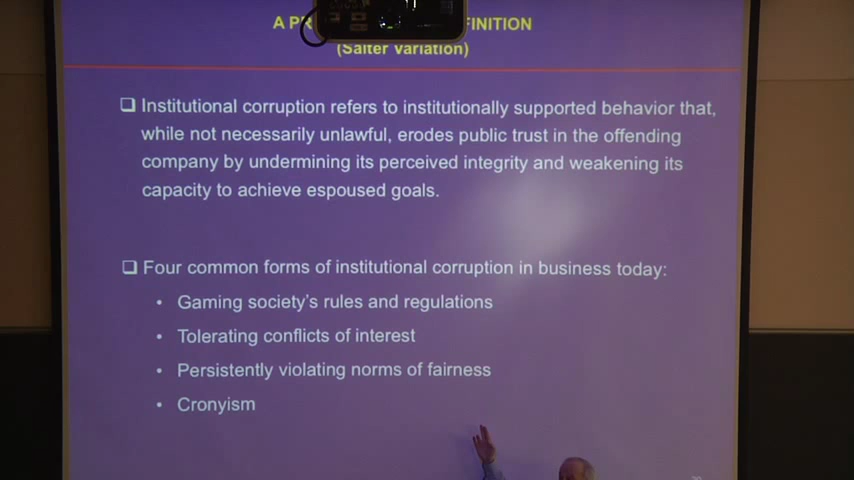 A PR FINITION
(Salter Variation)
❑ Institutional corruption refers to institutionally supported behavior that,
while not necessarily unlawful, erodes public trust in the offending
company by undermining its perceived integrity and weakening its
capacity to achieve espoused goals.
❑ Four common forms of institutional corruption in business today:
• Gaming society's rules and regulations
• Tolerating conflicts of interest
• Persistently violating norms of fairness
• Cronyism